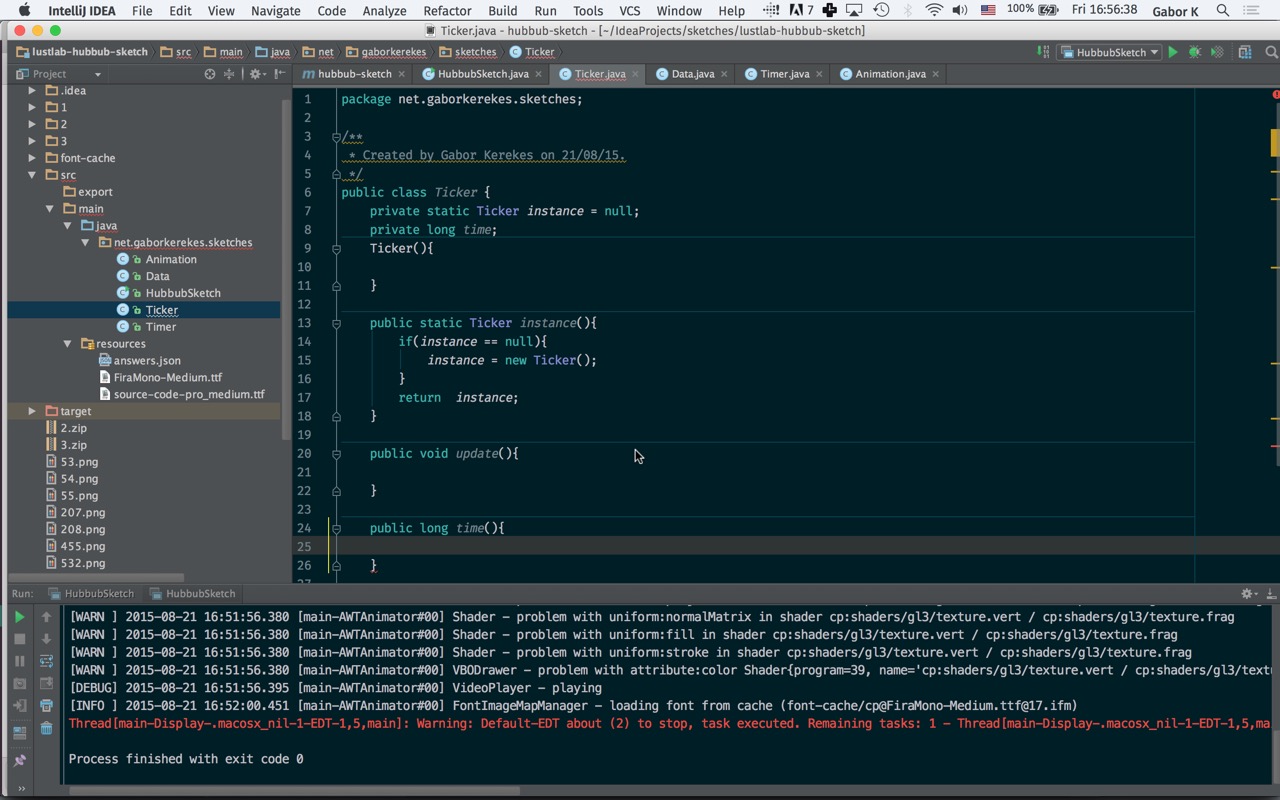 IntelliJ IDEA File Edit View Navigate Code Analyze Refactor Build Run Tools VCS Window Help 7 100% Fri 16:56:38 Gabor K
Ticker.java - hubbub-sketch - [~/IdeaProjects/sketches/lustlab-hubbub-sketch]
lustlab-hubbub-sketch src main java net gaborkerekes sketches Ticker HubbubSketch
Project
m hubbub-sketch HubbubSketch.java Ticker.java Data.java Timer.java Animation.java
.idea
1
2
3
font-cache
src
export
main
java
net.gaborkerekes.sketches
Animation
Data
HubbubSketch
Ticker
Timer
resources
answers.json
FiraMono-Medium.ttf
source-code-pro_medium.ttf
target
2.zip
3.zip
53.png
54.png
55.png
207.png
208.png
455.png
532.png
1 package net.gaborkerekes.sketches;
2
3 /**
4 * Created by Gabor Kerekes on 21/08/15.
5 */
6 public class Ticker {
7 private static Ticker instance = null;
8 private long time;
9 Ticker(){
10
11 }
12
13 public static Ticker instance(){
14 if(instance == null){
15 instance = new Ticker();
16 }
17 return  instance;
18 }
19
20 public void update(){
21
22 }
23
24 public long time(){
25
26 }
27
Run: HubbubSketch HubbubSketch
[WARN ] 2015-08-21 16:51:56.380 [main-AWTAnimator#00] Shader - problem with uniform:normalMatrix in shader cp:shaders/gl3/texture.vert / cp:shaders/gl3/texture.frag
[WARN ] 2015-08-21 16:51:56.380 [main-AWTAnimator#00] Shader - problem with uniform:fill in shader cp:shaders/gl3/texture.vert / cp:shaders/gl3/texture.frag
[WARN ] 2015-08-21 16:51:56.380 [main-AWTAnimator#00] Shader - problem with uniform:stroke in shader cp:shaders/gl3/texture.vert / cp:shaders/gl3/texture.frag
[WARN ] 2015-08-21 16:51:56.380 [main-AWTAnimator#00] VBODrawer - problem with attribute:color Shader{program=39, name='cp:shaders/gl3/texture.vert / cp:shaders/gl3/textu
[DEBUG] 2015-08-21 16:51:56.395 [main-AWTAnimator#00] VideoPlayer - playing
[INFO ] 2015-08-21 16:52:00.451 [main-AWTAnimator#00] FontImageMapManager - loading font from cache (font-cache/cp@FiraMono-Medium.ttf@17.ifm)
Thread[main-Display-.macosx_nil-1-EDT-1,5,main]: Warning: Default-EDT about (2) to stop, task executed. Remaining tasks: 1 - Thread[main-Display-.macosx_nil-1-EDT-1,5,ma
Process finished with exit code 0